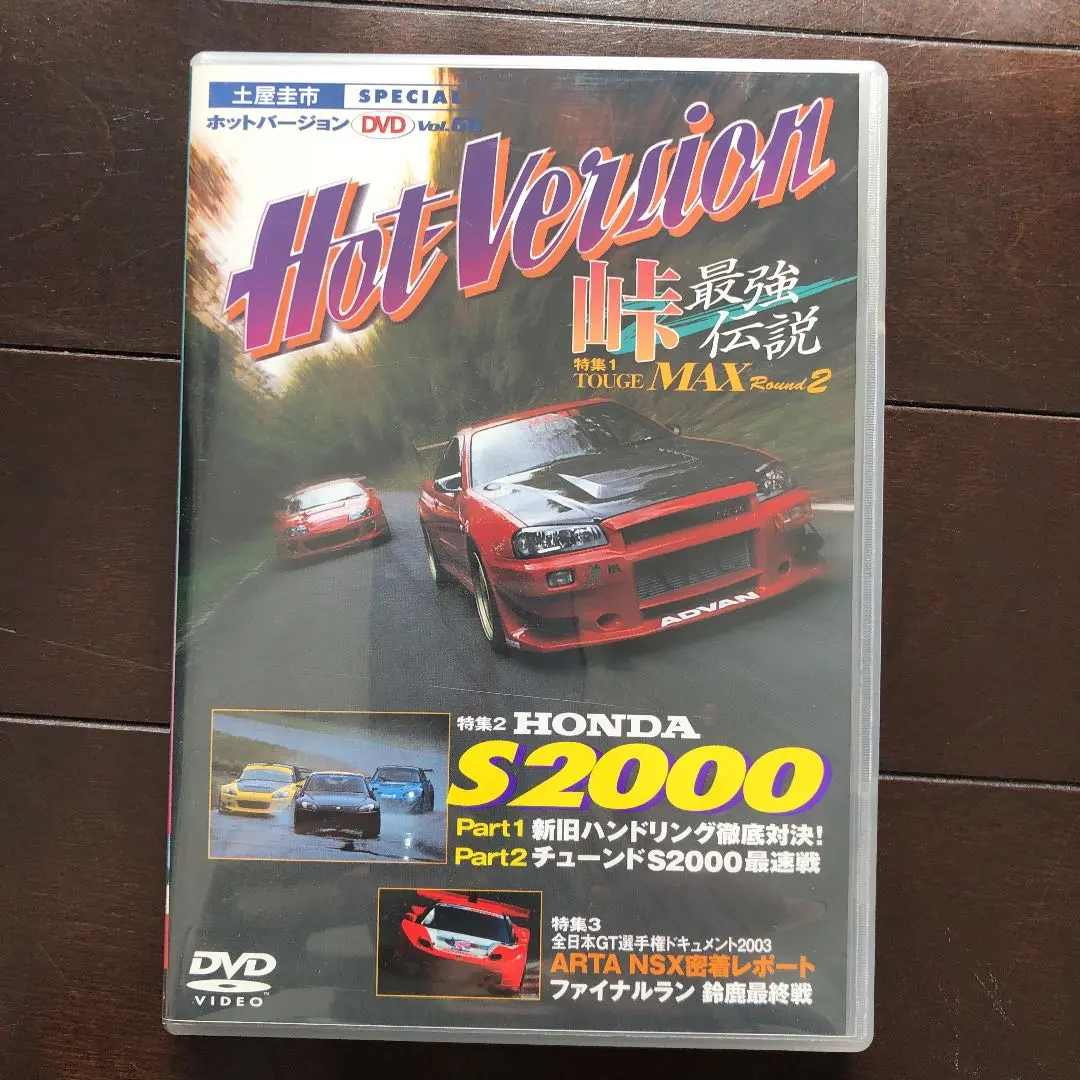 土屋圭市 SPECIAL
ホットバージョン DVD Vol.
Hot Version
峠 最強
伝説
特集1
TOUGE MAX Round 2
ADVAN
特集2 HONDA
S2000
Part1 新旧ハンドリング徹底対決!
Part2 チューンドS2000最速戦
特集3
全日本GT選手権ドキュメント2003
ARTA NSX密着レポート
ファイナルラン 鈴鹿最終戦
DVD
VIDEO